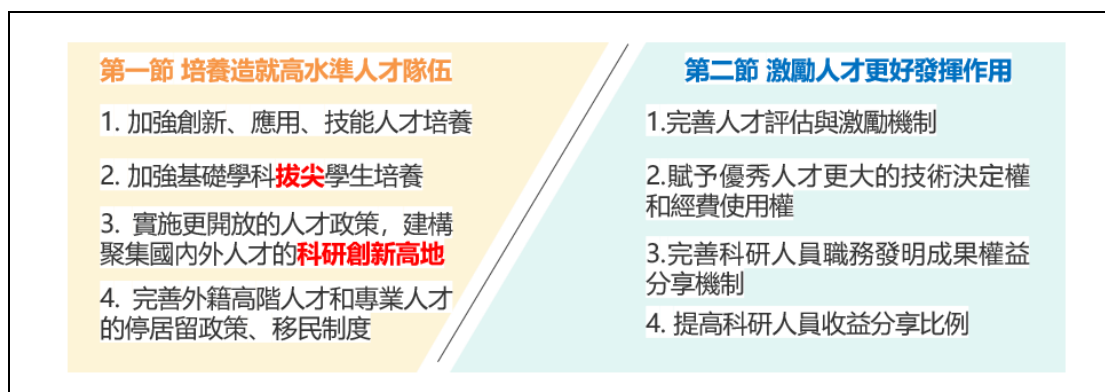 第一節 培養造就高水準人才隊伍
1. 加強創新、應用、技能人才培養
2. 加強基礎學科拔尖學生培養
3. 實施更開放的人才政策，建構
聚集國內外人才的科研創新高地
4. 完善外籍高階人才和專業人才
的停居留政策、移民制度
第二節 激勵人才更好發揮作用
1.完善人才評估與激勵機制
2.賦予優秀人才更大的技術決定權
和經費使用權
3.完善科研人員職務發明成果權益
分享機制
4. 提高科研人員收益分享比例